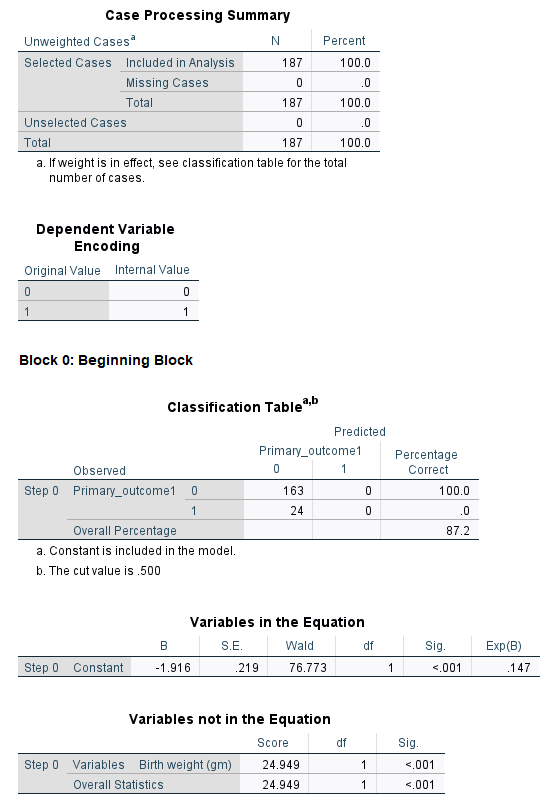 Case Processing Summary
Unweighted Cases^a N Percent
Selected Cases Included in Analysis 187 100.0
Missing Cases 0 .0
Total 187 100.0
Unselected Cases 0 .0
Total 187 100.0
a. If weight is in effect, see classification table for the total
number of cases.
Dependent Variable
Encoding
Original Value Internal Value
0 0
1 1
Block 0: Beginning Block
Classification Table^a,b
Predicted
Primary_outcome1 Percentage
Observed 0 1 Correct
Step 0 Primary_outcome1 0 163 0 100.0
1 24 0 .0
Overall Percentage 87.2
a. Constant is included in the model.
b. The cut value is .500
Variables in the Equation
B S.E. Wald df Sig. Exp(B)
Step 0 Constant -1.916 .219 76.773 1 <.001 .147
Variables not in the Equation
Score df Sig.
Step 0 Variables Birth weight (gm) 24.949 1 <.001
Overall Statistics 24.949 1 <.001